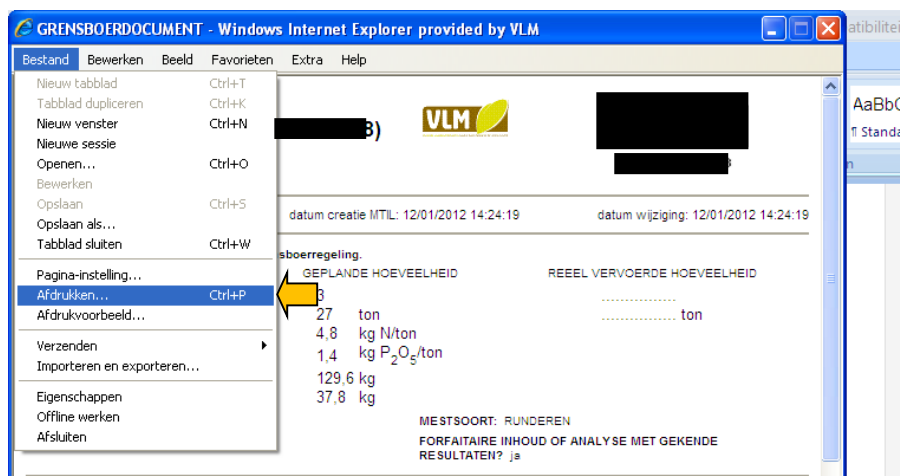 GRENSBOERDOCUMENT - Windows Internet Explorer provided by VLM
Bestand Bewerken Beeld Favorieten Extra Help
Nieuw tabblad Ctrl+T
Tabblad dupliceren Ctrl+K
Nieuw venster Ctrl+N
Nieuwe sessie
Openen... Ctrl+O
Bewerken
Opslaan Ctrl+S
Opslaan als...
Tabblad sluiten Ctrl+W
Pagina-instelling...
Afdrukken... Ctrl+P
Afdrukvoorbeeld...
Verzenden
Importeren en exporteren...
Eigenschappen
Offline werken
Afsluiten
3)
VLM
datum creatie MTIL: 12/01/2012 14:24:19 datum wijziging: 12/01/2012 14:24:19
sboerregeling.
GEPLANDE HOEVEELHEID REEEL VERVOERDE HOEVEELHEID
3 ...............
27 ton ............... ton
4,8 kg N/ton
1,4 kg P2O5/ton
129,6 kg
37,8 kg
MESTSOORT: RUNDEREN
FORFAITAIRE INHOUD OF ANALYSE MET GEKENDE
RESULTATEN? ja
atibilitei
AaBbC
¶ Standa
n